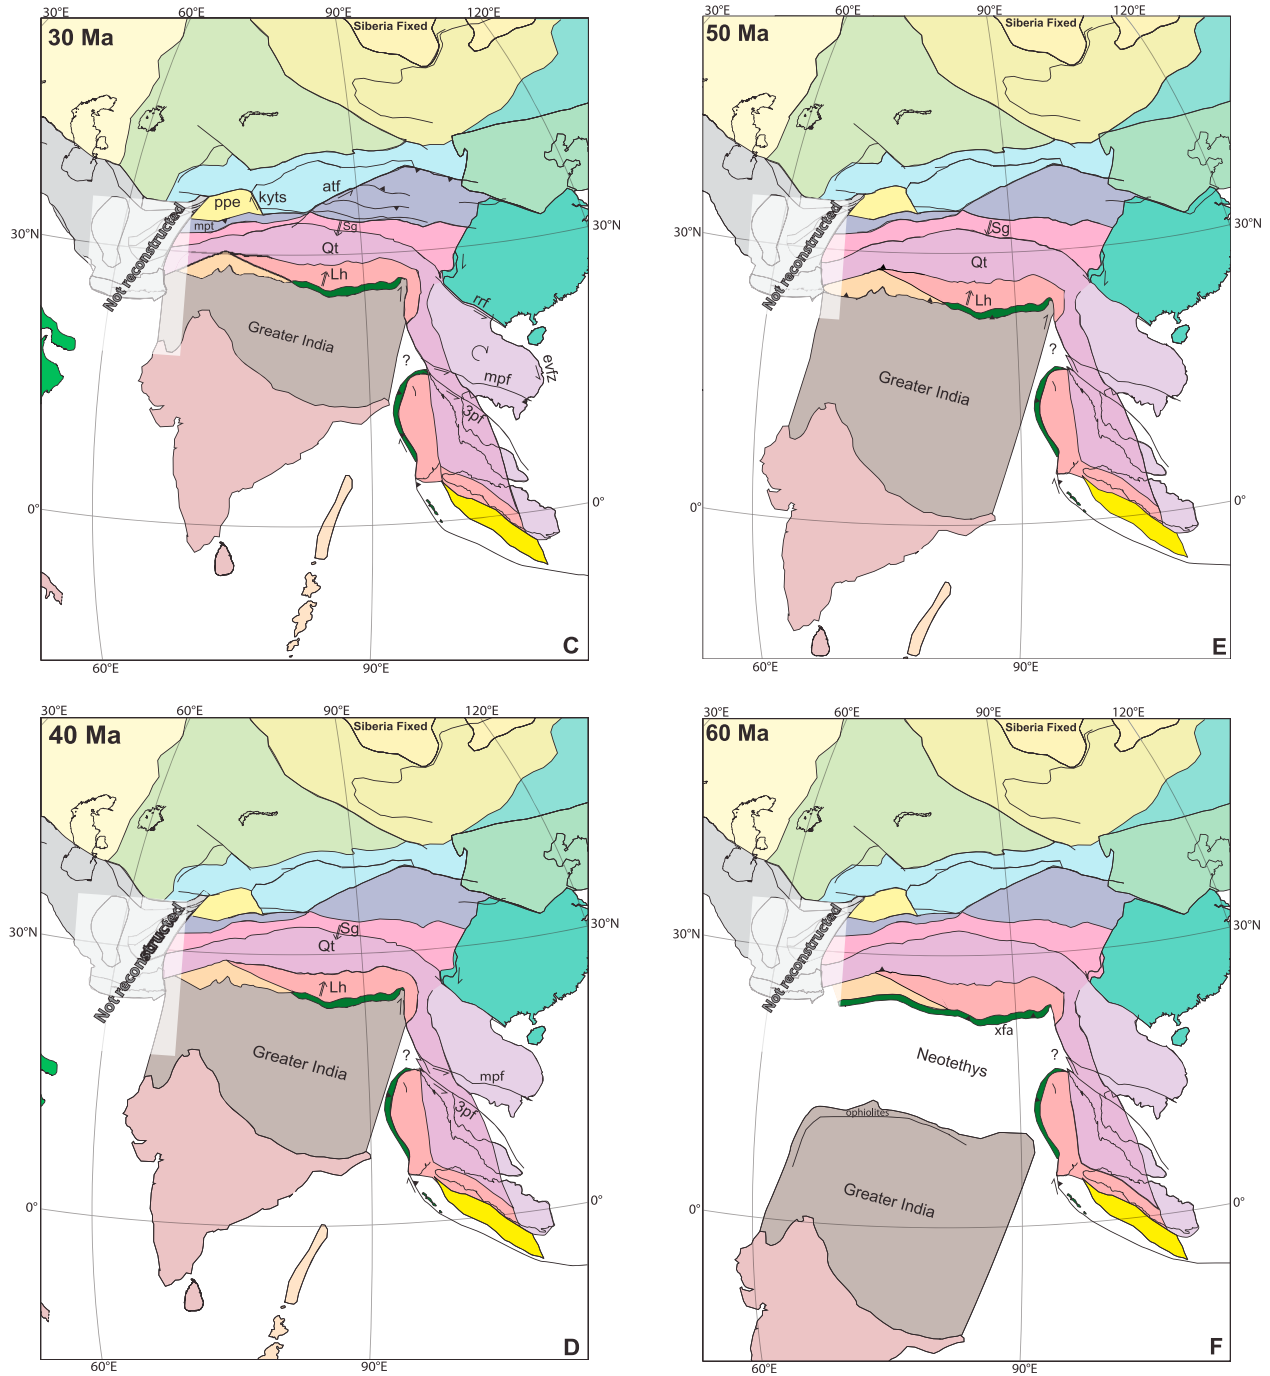 30°E
60°E
90°E
120°E
30 Ma
Siberia Fixed
atf
kyts
ppe
mpt
Sg
30°N
30°N
Qt
Lh
Not reconstructed
rrf
Greater India
?
evfz
mpf
3pf
0°
0°
C
60°E
90°E
30°E
60°E
90°E
120°E
50 Ma
Siberia Fixed
30°N
30°N
Sg
Qt
Lh
Not reconstructed
?
Greater India
0°
0°
E
60°E
90°E
30°E
60°E
90°E
120°E
40 Ma
Siberia Fixed
30°N
30°N
Sg
Qt
Lh
Not reconstructed
Greater India
?
mpf
3pf
0°
0°
D
60°E
90°E
30°E
60°E
90°E
120°E
60 Ma
Siberia Fixed
30°N
30°N
Not reconstructed
xfa
Neotethys
?
ophiolites
Greater India
0°
0°
F
60°E
90°E